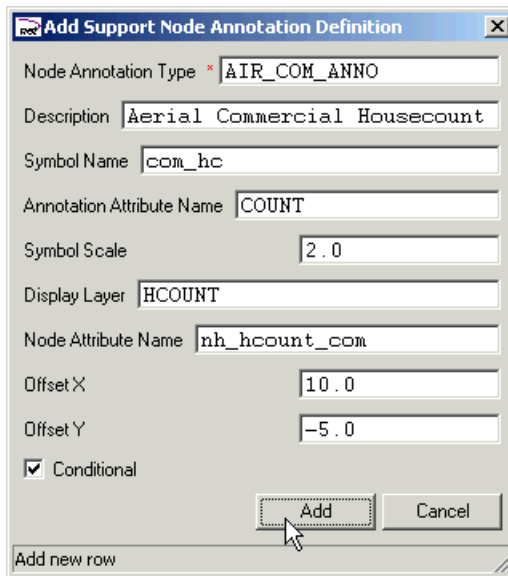 Add Support Node Annotation Definition
Node Annotation Type * AIR_COM_ANNO
Description Aerial Commercial Housecount
Symbol Name com_hc
Annotation Attribute Name COUNT
Symbol Scale 2.0
Display Layer HCOUNT
Node Attribute Name nh_hcount_com
Offset X 10.0
Offset Y -5.0
Conditional
Add Cancel
Add new row